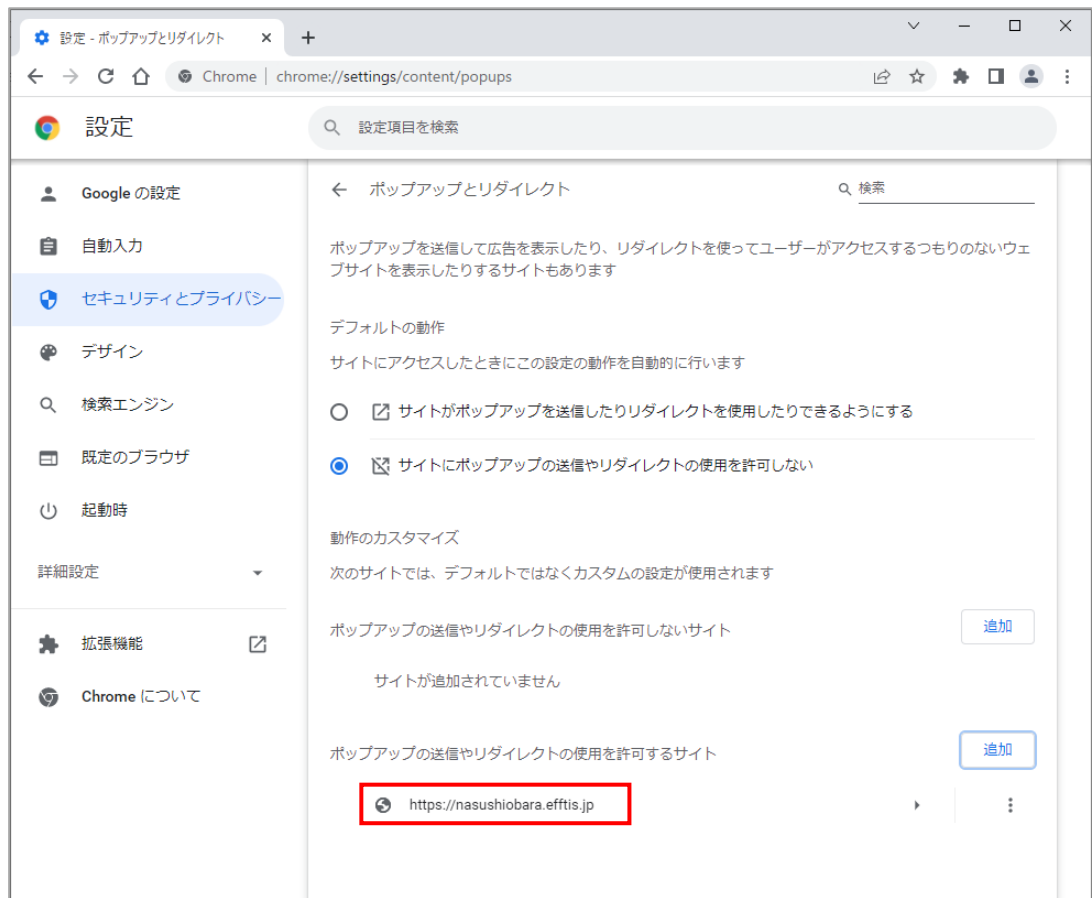 設定 - ポップアップとリダイレクト
Chrome | chrome://settings/content/popups
設定
設定項目を検索
Google の設定
自動入力
セキュリティとプライバシー
デザイン
検索エンジン
既定のブラウザ
起動時
詳細設定
拡張機能
Chrome について
ポップアップとリダイレクト
検索
ポップアップを送信して広告を表示したり、リダイレクトを使ってユーザーがアクセスするつもりのないウェ
ブサイトを表示したりするサイトもあります
デフォルトの動作
サイトにアクセスしたときにこの設定の動作を自動的に行います
サイトがポップアップを送信したりリダイレクトを使用したりできるようにする
サイトにポップアップの送信やリダイレクトの使用を許可しない
動作のカスタマイズ
次のサイトでは、デフォルトではなくカスタムの設定が使用されます
ポップアップの送信やリダイレクトの使用を許可しないサイト
追加
サイトが追加されていません
ポップアップの送信やリダイレクトの使用を許可するサイト
追加
https://nasushiobara.efftis.jp